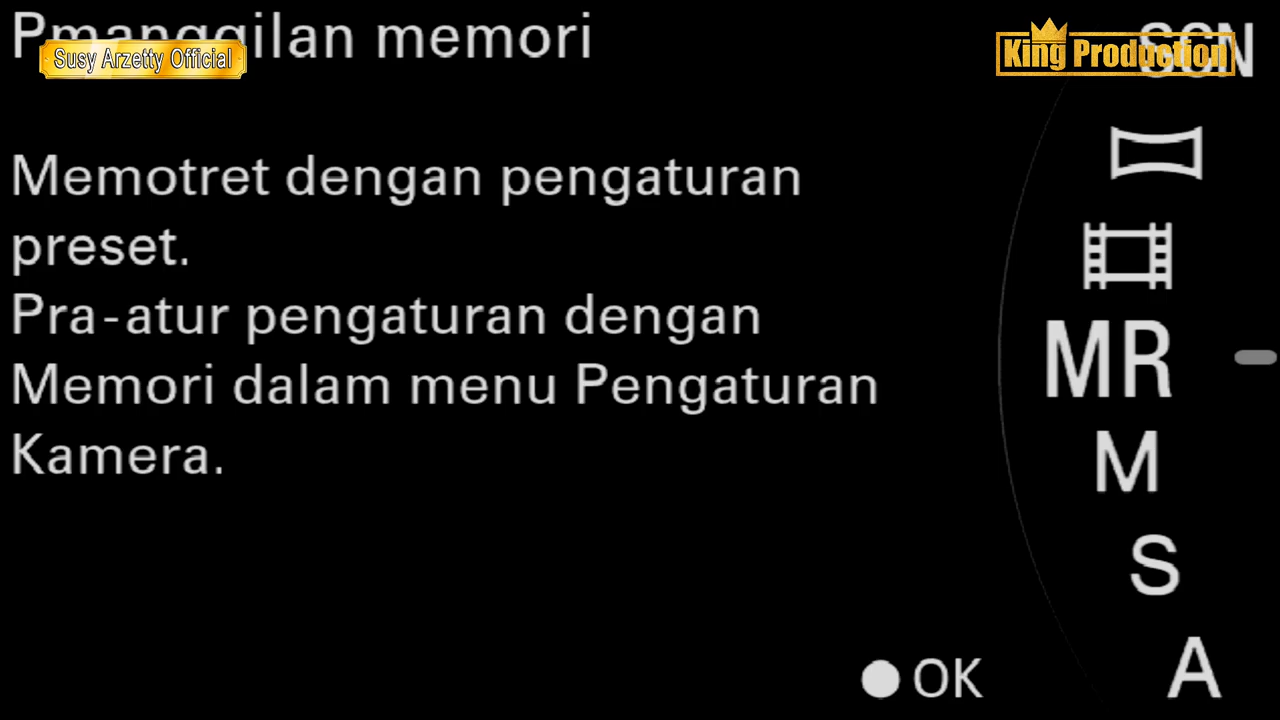 Pmanggilan memori
Susy Arzetty Official
King Production
SCN
Memotret dengan pengaturan
preset.
Pra-atur pengaturan dengan
Memori dalam menu Pengaturan
Kamera.
MR
M
S
A
OK